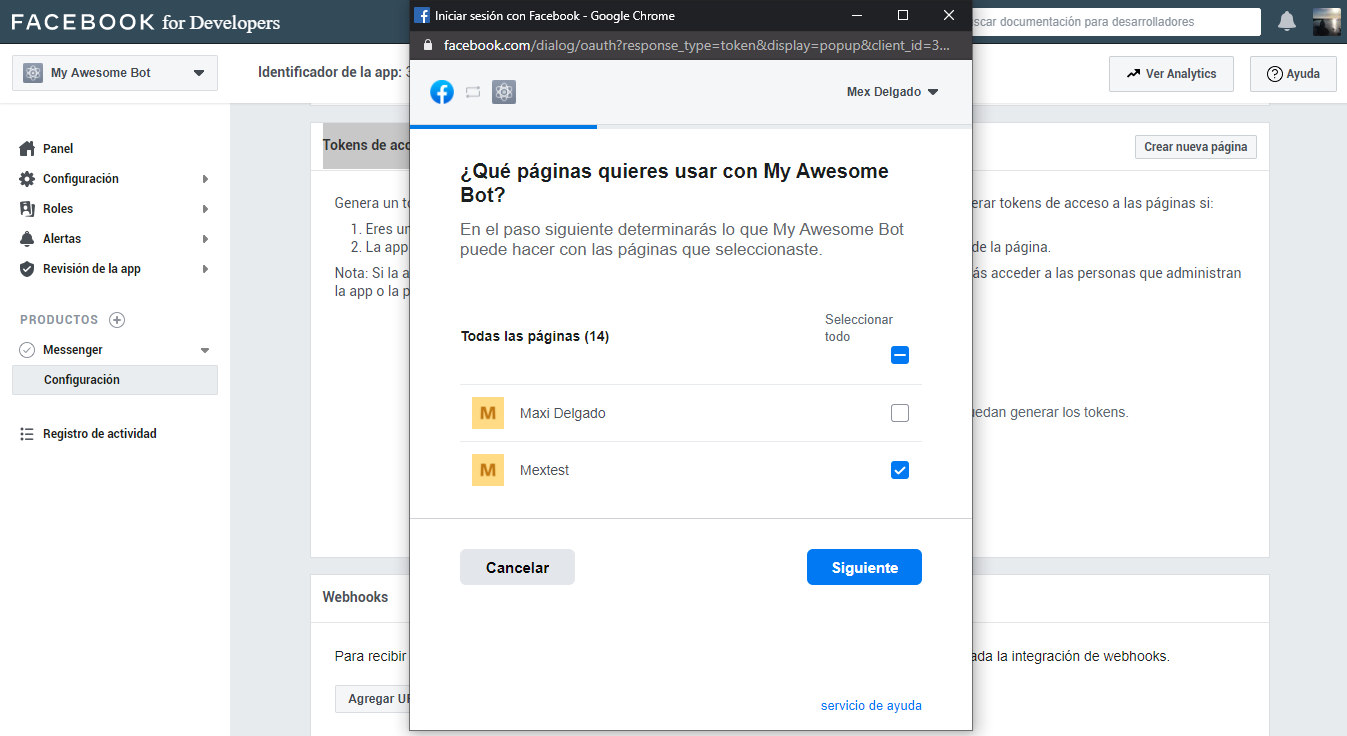 FACEBOOK for Developers
Iniciar sesión con Facebook - Google Chrome
scar documentación para desarrolladores
facebook.com/dialog/oauth?response_type=token&display=popup&client_id=3...
My Awesome Bot
Identificador de la app: 3
Ver Analytics
Ayuda
Mex Delgado
Panel
Configuración
Roles
Alertas
Revisión de la app
PRODUCTOS
Messenger
Configuración
Registro de actividad
Tokens de acc
Crear nueva página
Genera un to
erar tokens de acceso a las páginas si:
1. Eres un
2. La app
de la página.
Nota: Si la a
ás acceder a las personas que administran
la app o la p
uedan generar los tokens.
¿Qué páginas quieres usar con My Awesome
Bot?
En el paso siguiente determinarás lo que My Awesome Bot
puede hacer con las páginas que seleccionaste.
Todas las páginas (14)
Seleccionar
todo
M Maxi Delgado
M Mextest
Cancelar
Siguiente
servicio de ayuda
Webhooks
Para recibir
ada la integración de webhooks.
Agregar UR